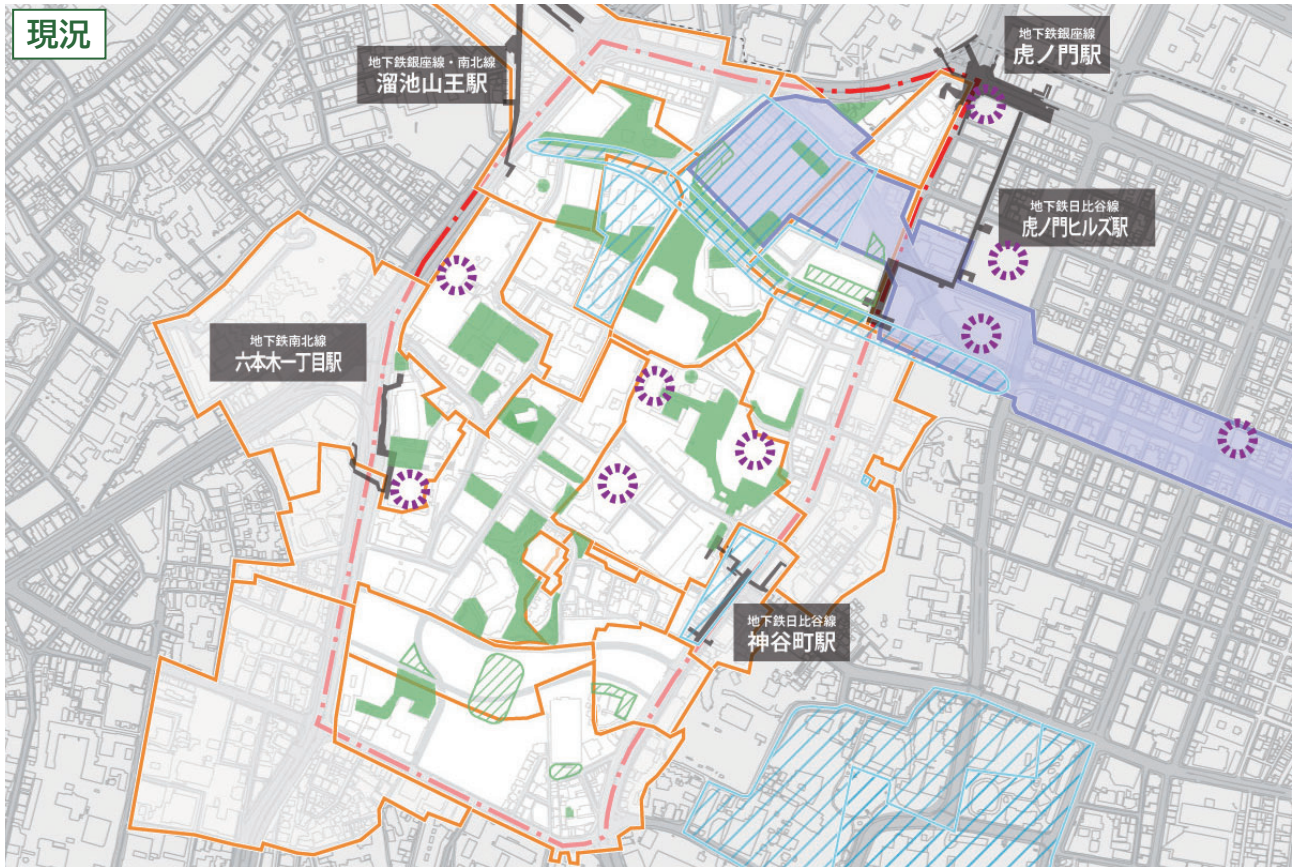 現況
地下鉄銀座線・南北線
溜池山王駅
地下鉄銀座線
虎ノ門駅
地下鉄日比谷線
虎ノ門ヒルズ駅
地下鉄南北線
六本木一丁目駅
地下鉄日比谷線
神谷町駅